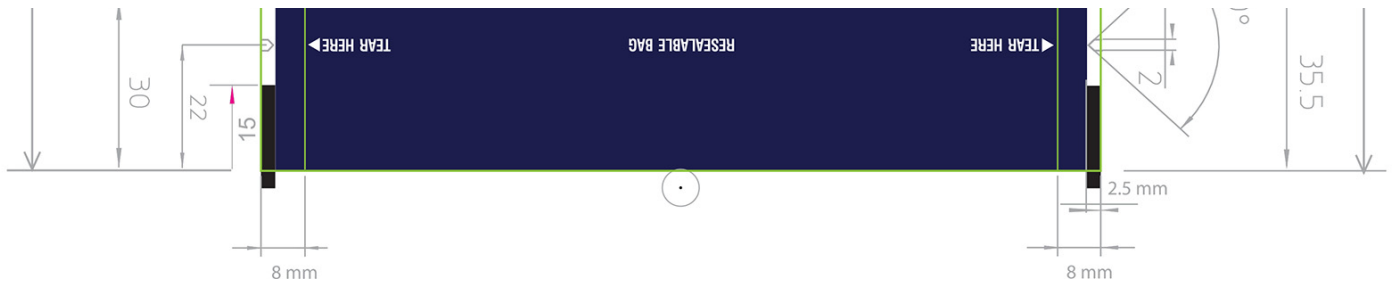 TEAR HERE
RESEALABLE BAG
TEAR HERE
30
22
15
2
35.5
2.5 mm
8 mm
8 mm